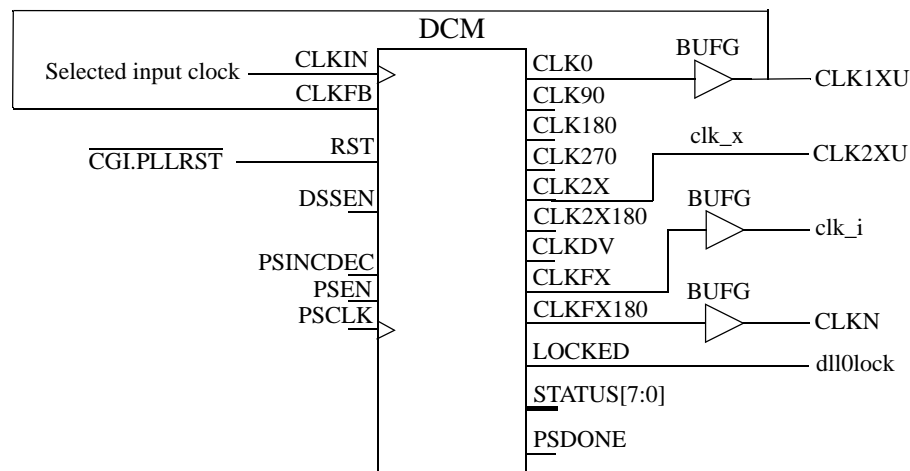 DCM
BUFG
CLKIN
CLK0
Selected input clock
CLK1XU
CLKFB
CLK90
CLK180
clk_x
RST
CGI.PLLRST
CLK270
CLK2XU
CLK2X
DSSEN
BUFG
CLK2X180
clk_i
CLKDV
PSINCDEC
CLKFX
PSEN
BUFG
CLKFX180
PSCLK
CLKN
LOCKED
dll0lock
STATUS[7:0]
PSDONE